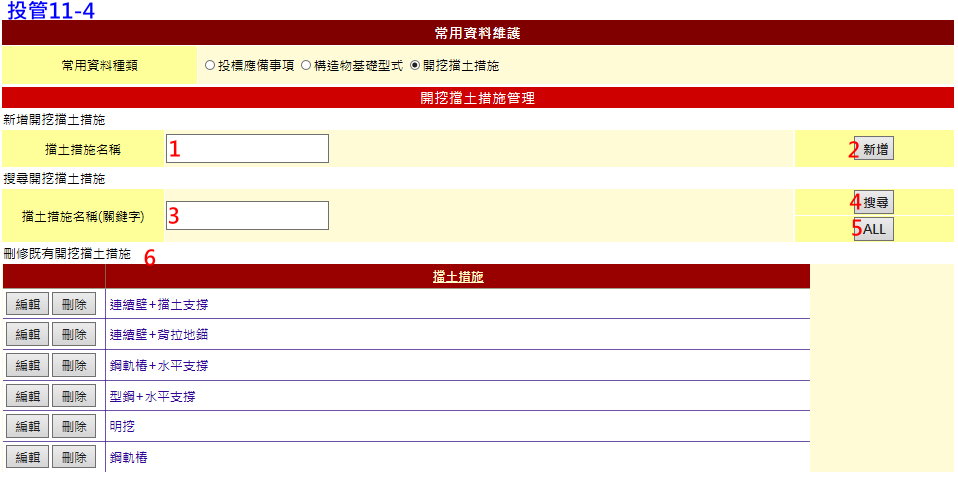 投管11-4
常用資料維護
常用資料種類 投標應備事項 構造物基礎型式 開挖擋土措施
開挖擋土措施管理
新增開挖擋土措施
擋土措施名稱 1 2 新增
搜尋開挖擋土措施
擋土措施名稱(關鍵字) 3 4 搜尋
5 ALL
刪修既有開挖擋土措施 6
擋土措施
編輯 刪除 連續壁+擋土支撐
編輯 刪除 連續壁+背拉地錨
編輯 刪除 鋼軌樁+水平支撐
編輯 刪除 型鋼+水平支撐
編輯 刪除 明挖
編輯 刪除 鋼軌樁